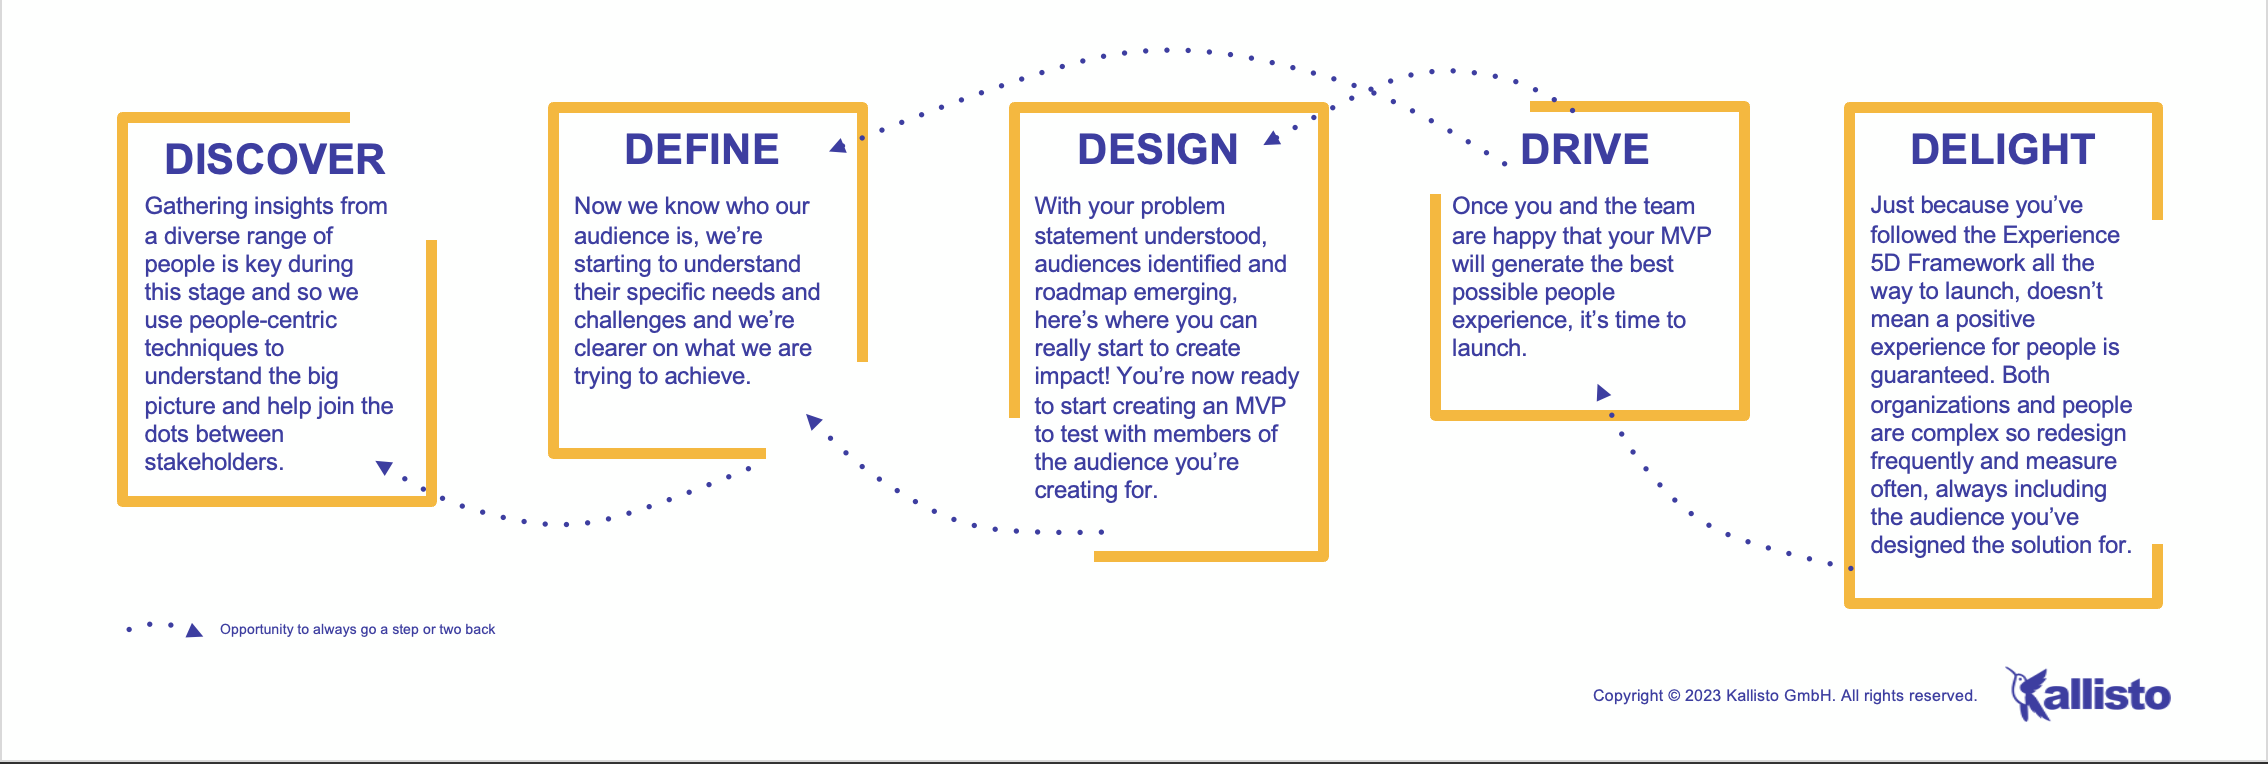 DISCOVER
Gathering insights from
a diverse range of
people is key during
this stage and so we
use people-centric
techniques to
understand the big
picture and help join the
dots between
stakeholders.
DEFINE
Now we know who our
audience is, we’re
starting to understand
their specific needs and
challenges and we’re
clearer on what we are
trying to achieve.
DESIGN
With your problem
statement understood,
audiences identified and
roadmap emerging,
here’s where you can
really start to create
impact! You’re now ready
to start creating an MVP
to test with members of
the audience you’re
creating for.
DRIVE
Once you and the team
are happy that your MVP
will generate the best
possible people
experience, it’s time to
launch.
DELIGHT
Just because you’ve
followed the Experience
5D Framework all the
way to launch, doesn’t
mean a positive
experience for people is
guaranteed. Both
organizations and people
are complex so redesign
frequently and measure
often, always including
the audience you’ve
designed the solution for.
Opportunity to always go a step or two back
Copyright © 2023 Kallisto GmbH. All rights reserved.
Kallisto